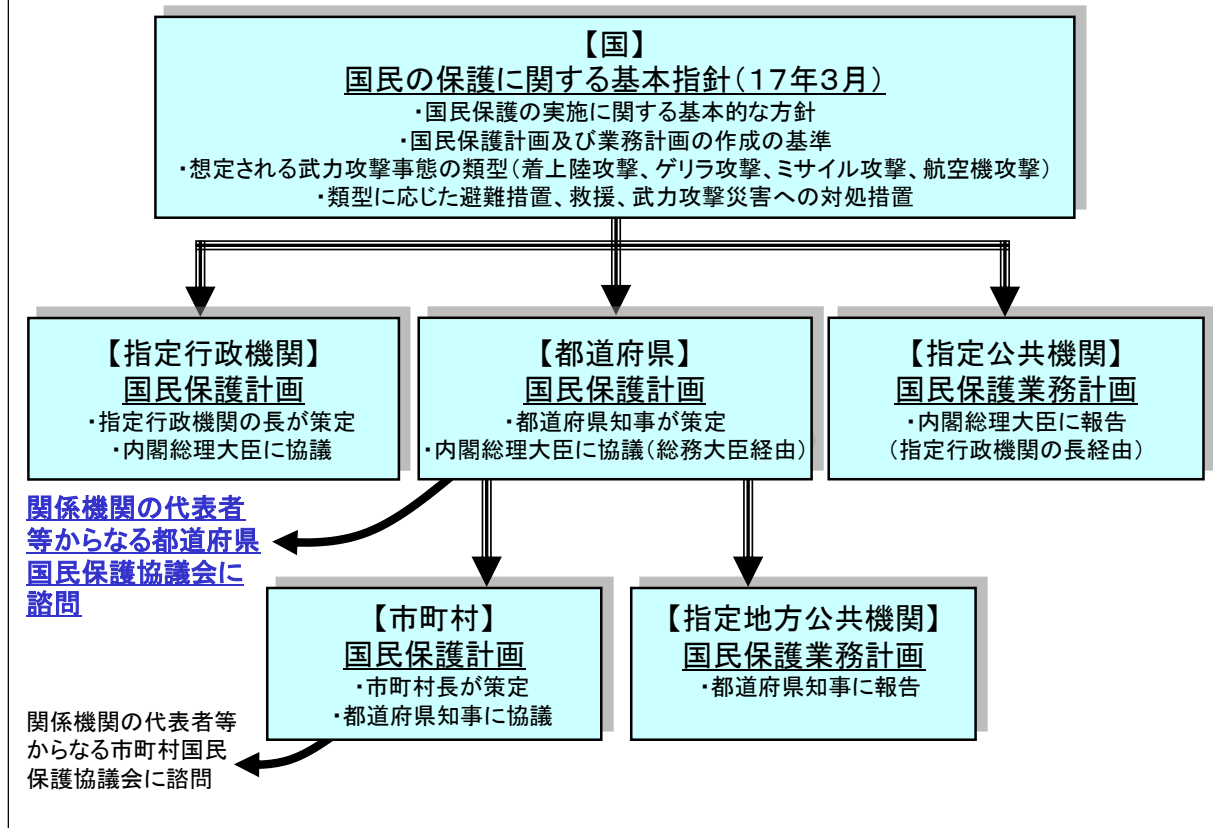 【国】
国民の保護に関する基本指針(17年3月)
・国民保護の実施に関する基本的な方針
・国民保護計画及び業務計画の作成の基準
・想定される武力攻撃事態の類型(着上陸攻撃、ゲリラ攻撃、ミサイル攻撃、航空機攻撃)
・類型に応じた避難措置、救援、武力攻撃災害への対処措置
【指定行政機関】
国民保護計画
・指定行政機関の長が策定
・内閣総理大臣に協議
【都道府県】
国民保護計画
・都道府県知事が策定
・内閣総理大臣に協議(総務大臣経由)
【指定公共機関】
国民保護業務計画
・内閣総理大臣に報告
(指定行政機関の長経由)
関係機関の代表者
等からなる都道府県
国民保護協議会に
諮問
【市町村】
国民保護計画
・市町村長が策定
・都道府県知事に協議
【指定地方公共機関】
国民保護業務計画
・都道府県知事に報告
関係機関の代表者等
からなる市町村国民
保護協議会に諮問